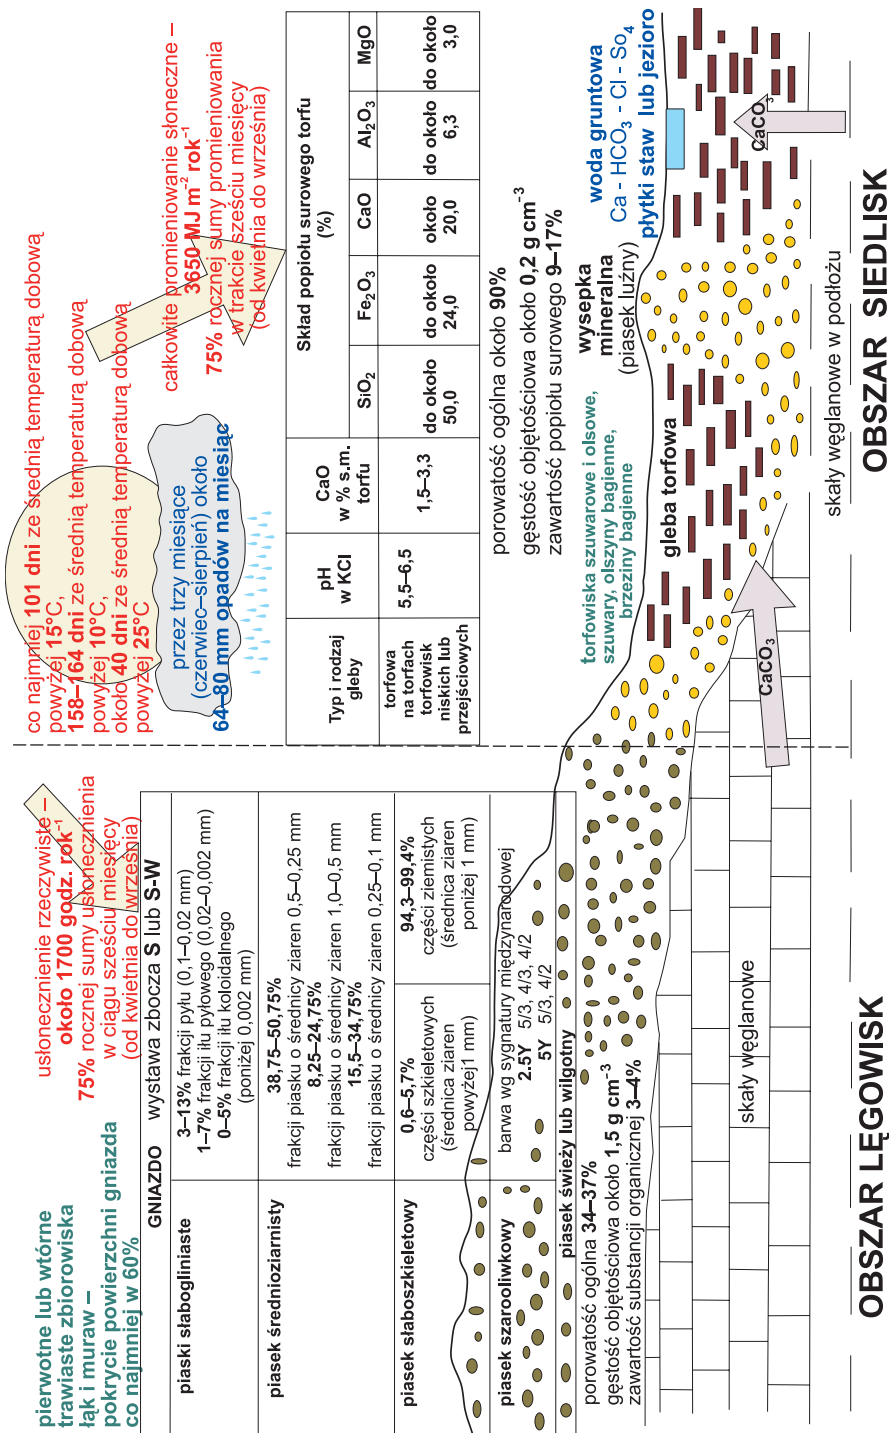 pierwotne lub wtórne
trawiaste zbiorowiska
łąk i muraw –
pokrycie powierzchni gniazda
co najmniej w 60%
usłonecznienie rzeczywiste –
około 1700 godz. rok⁻¹
75% rocznej sumy usłonecznienia
w ciągu sześciu miesięcy
(od kwietnia do września)
co najmniej 101 dni ze średnią temperaturą dobową
powyżej 15°C,
158–164 dni ze średnią temperaturą dobową
powyżej 10°C,
około 40 dni ze średnią temperaturą dobową
powyżej 25°C
przez trzy miesiące
(czerwiec–sierpień) około
64–80 mm opadów na miesiąc
całkowite promieniowanie słoneczne –
3650 MJ m⁻² rok⁻¹
75% rocznej sumy promieniowania
w trakcie sześciu miesięcy
(od kwietnia do września)
GNIAZDO wystawa zbocza S lub S-W
piaski słabogliniaste
3–13% frakcji pyłu (0,1–0,02 mm)
1–7% frakcji iłu pyłowego (0,02–0,002 mm)
0–5% frakcji iłu koloidalnego
(poniżej 0,002 mm)
piasek średnioziarnisty
38,75–50,75%
frakcji piasku o średnicy ziaren 0,5–0,25 mm
8,25–24,75%
frakcji piasku o średnicy ziaren 1,0–0,5 mm
15,5–34,75%
frakcji piasku o średnicy ziaren 0,25–0,1 mm
piasek słaboszkieletowy
0,6–5,7%
części szkieletowych
(średnica ziaren
powyżej1 mm)
94,3–99,4%
części ziemistych
(średnica ziaren
poniżej 1 mm)
piasek szarooliwkowy
barwa wg sygnatury międzynarodowej
2.5Y 5/3, 4/3, 4/2
5Y 5/3, 4/2
piasek świeży lub wilgotny
porowatość ogólna 34–37%
gęstość objętościowa około 1,5 g cm⁻³
zawartość substancji organicznej 3–4%
skały węglanowe
OBSZAR LĘGOWISK
Typ i rodzaj
gleby
pH
w KCl
CaO
w % s.m.
torfu
Skład popiołu surowego torfu
(%)
SiO₂ Fe₂O₃ CaO Al₂O₃ MgO
torfowa
na torfach
torfowisk
niskich lub
przejściowych
5,5–6,5
1,5–3,3
do około
50,0
do około
24,0
około
20,0
do około
6,3
do około
3,0
porowatość ogólna około 90%
gęstość objętościowa około 0,2 g cm⁻³
zawartość popiołu surowego 9–17%
torfowiska szuwarowe i olsowe,
szuwary, olszyny bagienne,
brzeziny bagienne
wysepka
mineralna
(piasek luźny)
woda gruntowa
Ca - HCO₃ - Cl - So₄
płytki staw lub jezioro
gleba torfowa
CaCO₃
CaCO₃
skały węglanowe w podłożu
OBSZAR SIEDLISK